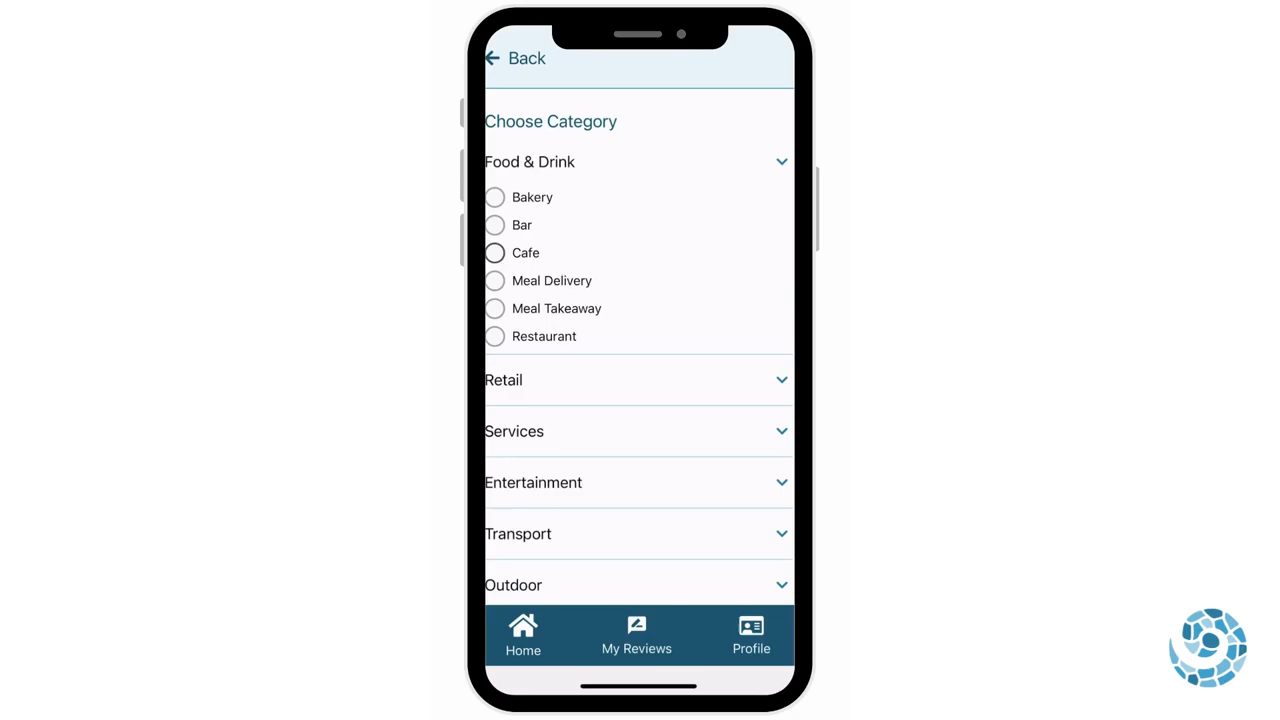 Back
Choose Category
Food & Drink
Bakery
Bar
Cafe
Meal Delivery
Meal Takeaway
Restaurant
Retail
Services
Entertainment
Transport
Outdoor
Home
My Reviews
Profile